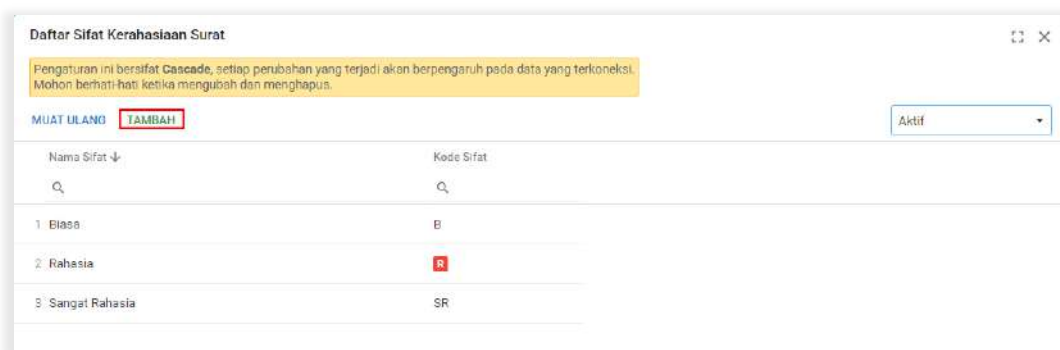 Daftar Sifat Kerahasiaan Surat
Pengaturan ini bersifat Cascade, setiap perubahan yang terjadi akan berpengaruh pada data yang terkoneksi.
Mohon berhati-hati ketika mengubah dan menghapus.
MUAT ULANG TAMBAH Aktif
Nama Sifat Kode Sifat
1 Biasa B
2 Rahasia R
3 Sangat Rahasia SR